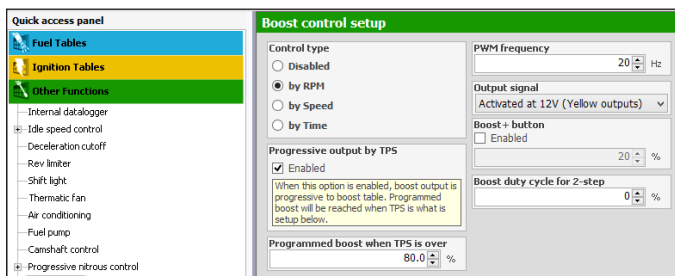 Quick access panel
Fuel Tables
Ignition Tables
Other Functions
Internal datalogger
Idle speed control
Deceleration cutoff
Rev limiter
Shift light
Thermatic fan
Air conditioning
Fuel pump
Camshaft control
Progressive nitrous control
Boost control setup
Control type
Disabled
by RPM
by Speed
by Time
Progressive output by TPS
Enabled
When this option is enabled, boost output is
progressive to boost table. Programmed
boost will be reached when TPS is what is
setup below.
Programmed boost when TPS is over
80.0 %
PWM frequency
20 Hz
Output signal
Activated at 12V (Yellow outputs)
Boost+ button
Enabled
20 %
Boost duty cycle for 2-step
0 %